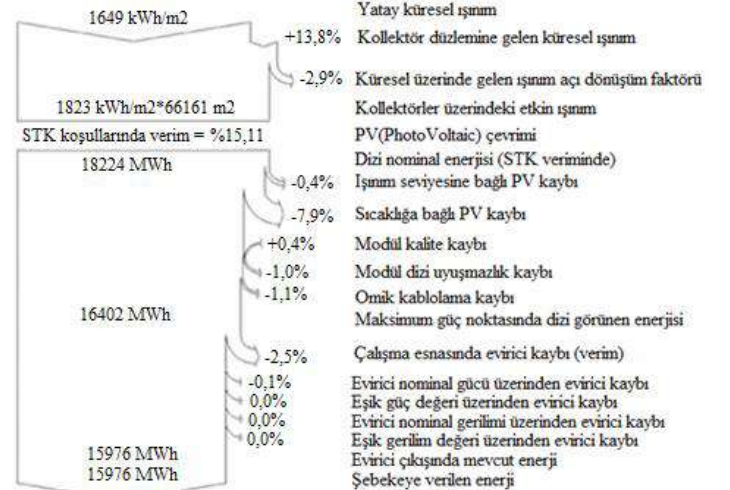 1649 kWh/m2 Yatay küresel ışınım
+13,8% Kollektör düzlemine gelen küresel ışınım
-2,9% Küresel üzerinde gelen ışınım açı dönüşüm faktörü
1823 kWh/m2*66161 m2 Kollektörler üzerindeki etkin ışınım
STK koşullarında verim = %15,11 PV(PhotoVoltaic) çevrimi
18224 MWh Dizi nominal enerjisi (STK veriminde)
-0,4% Işınım seviyesine bağlı PV kaybı
-7,9% Sıcaklığa bağlı PV kaybı
+0,4% Modül kalite kaybı
-1,0% Modül dizi uyuşmazlık kaybı
-1,1% Omik kablolama kaybı
16402 MWh Maksimum güç noktasında dizi görünen enerjisi
-2,5% Çalışma esnasında evirici kaybı (verim)
-0,1% Evirici nominal gücü üzerinden evirici kaybı
0,0% Eşik güç değeri üzerinden evirici kaybı
0,0% Evirici nominal gerilimi üzerinden evirici kaybı
0,0% Eşik gerilim değeri üzerinden evirici kaybı
15976 MWh Evirici çıkışında mevcut enerji
15976 MWh Şebekeye verilen enerji